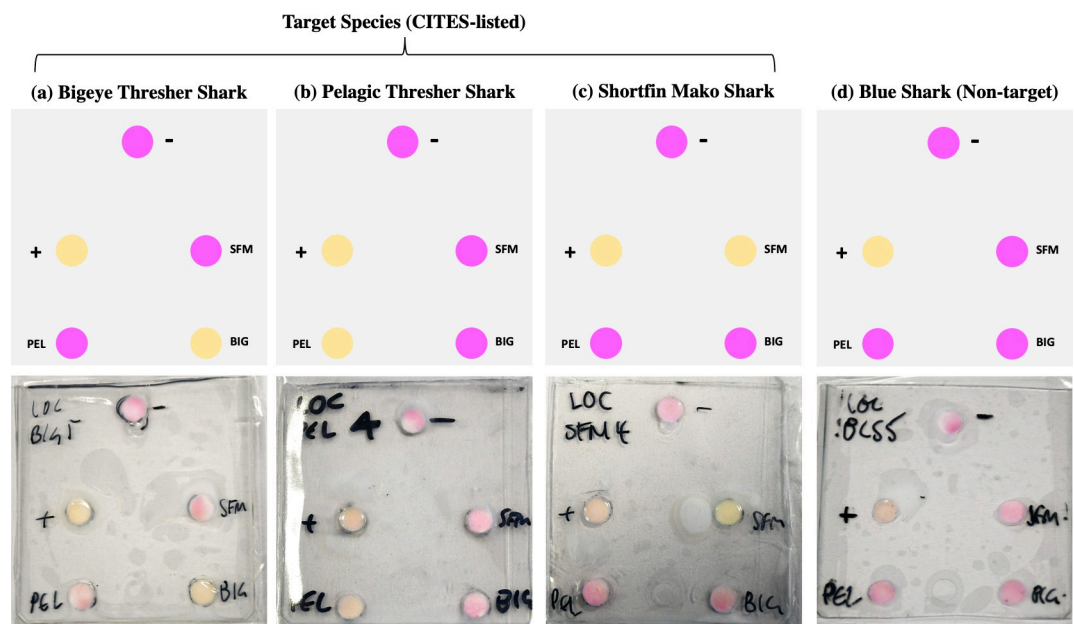 Target Species (CITES-listed)
(a) Bigeye Thresher Shark
(b) Pelagic Thresher Shark
(c) Shortfin Mako Shark
(d) Blue Shark (Non-target)
-
+
SFM
PEL
BIG
-
+
SFM
PEL
BIG
-
+
SFM
PEL
BIG
-
+
SFM
PEL
BIG
LOC
BIG 5
-
+
SFM
PEL
BIG
LOC
PEL 4
-
+
SFM
PEL
BIG
LOC
SFM 4
-
+
SFM
PEL
BIG
LOC
-
+
SFM
PEL